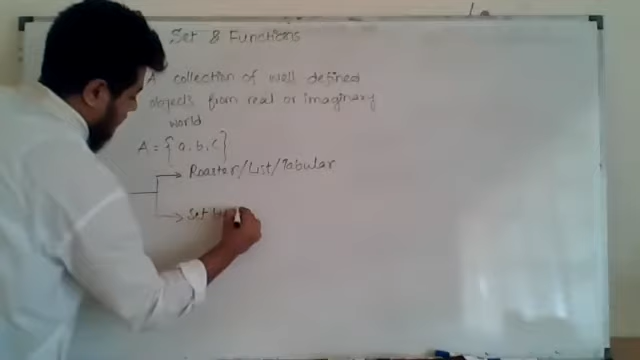 Set & Functions
A collection of well defined
objects from real or imaginary
world
A = {a, b, c}
Roaster/List/Tabular
Set